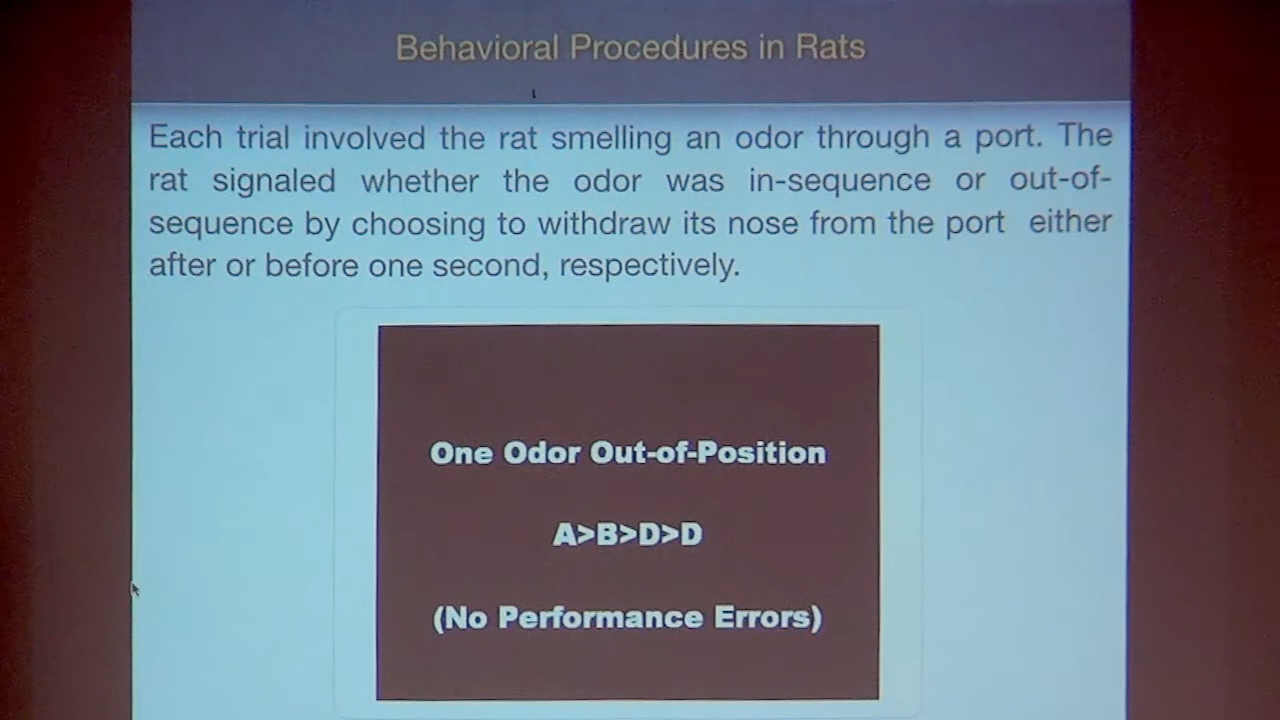 Behavioral Procedures in Rats
Each trial involved the rat smelling an odor through a port. The
rat signaled whether the odor was in-sequence or out-of-
sequence by choosing to withdraw its nose from the port either
after or before one second, respectively.
One Odor Out-of-Position
A>B>D>D
(No Performance Errors)